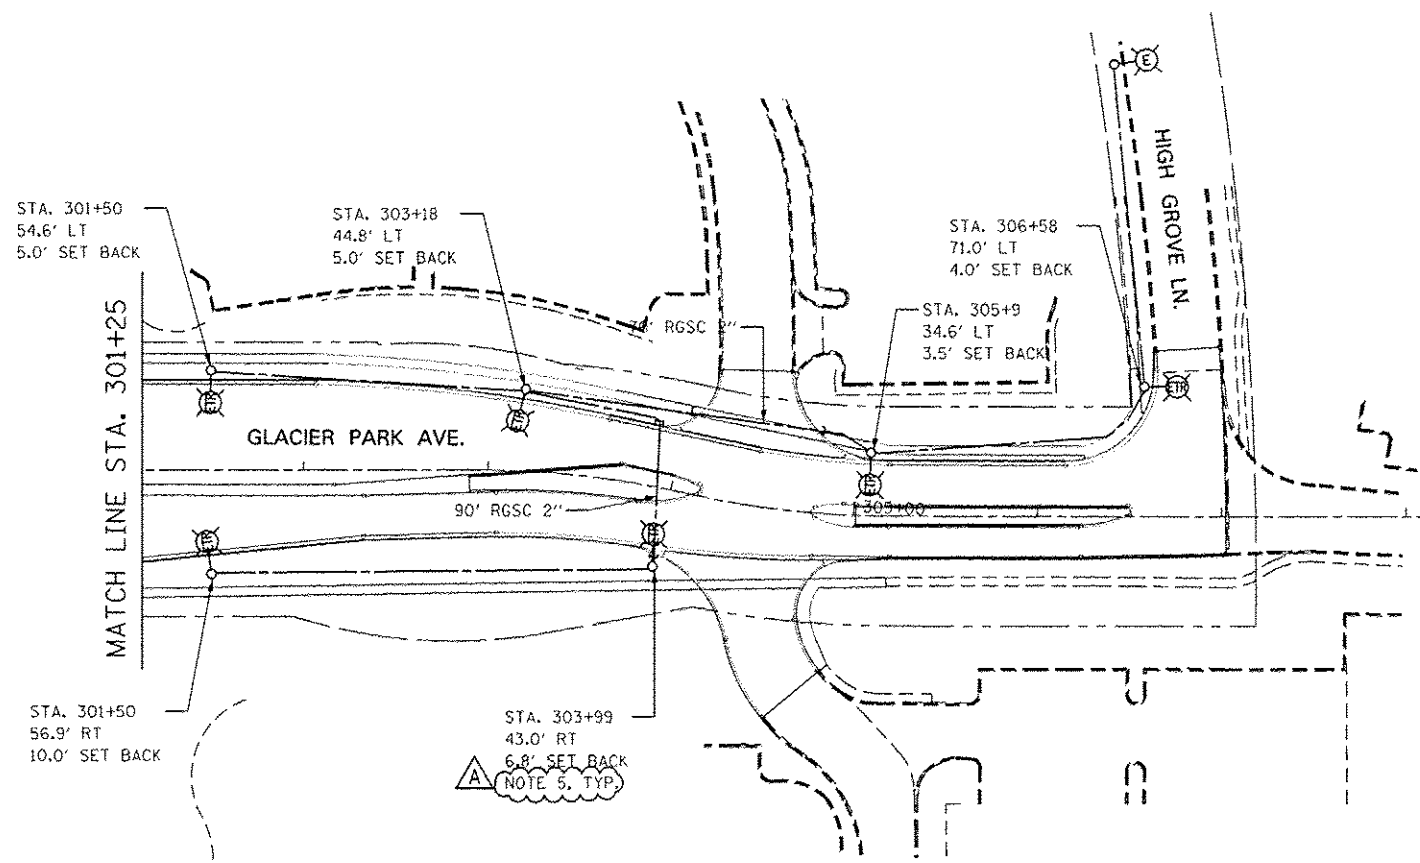 E
HIGH GROVE LN.
STA. 301+50
54.6' LT
5.0' SET BACK
STA. 303+18
44.8' LT
5.0' SET BACK
STA. 306+58
71.0' LT
4.0' SET BACK
STA. 305+9
34.6' LT
3.5' SET BACK
RGSC 2"
MATCH LINE STA. 301+25
GLACIER PARK AVE.
ETR
90' RGSC 2"
305+00
STA. 301+50
56.9' RT
10.0' SET BACK
STA. 303+99
43.0' RT
6.8' SET BACK
A
NOTE 5, TYP.